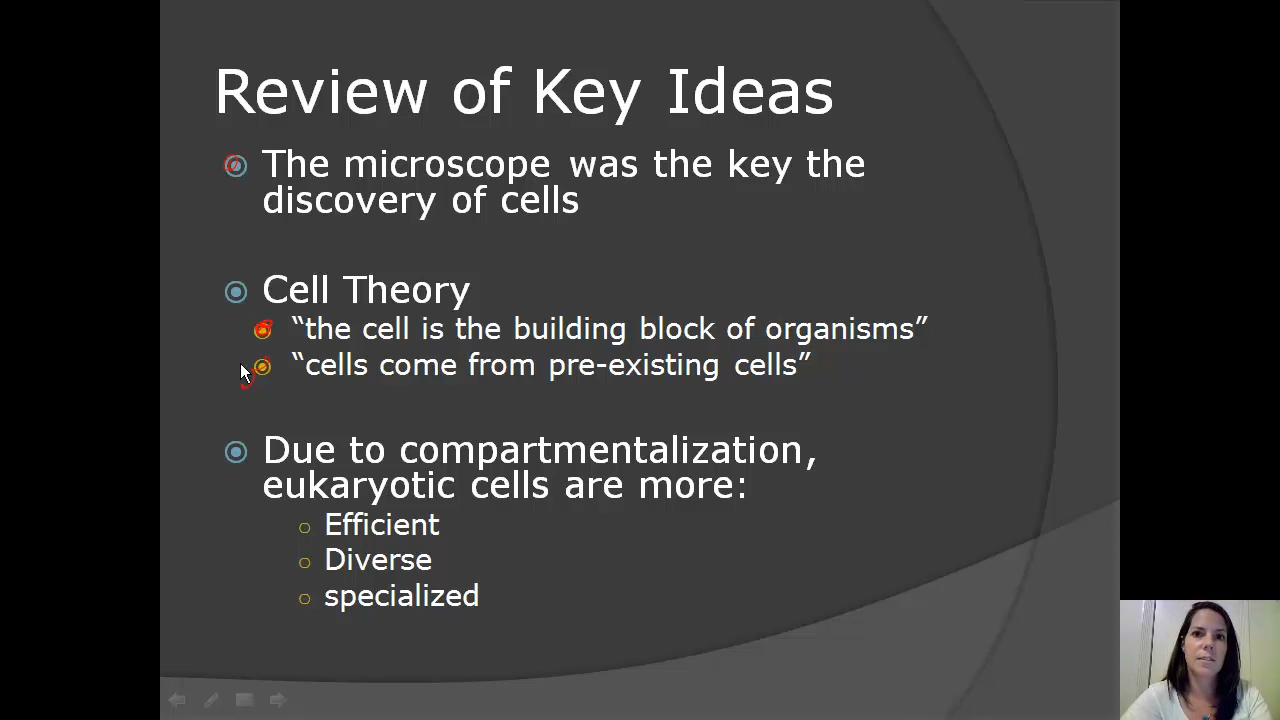 Review of Key Ideas
The microscope was the key the
discovery of cells
Cell Theory
“the cell is the building block of organisms”
“cells come from pre-existing cells”
Due to compartmentalization,
eukaryotic cells are more:
Efficient
Diverse
specialized